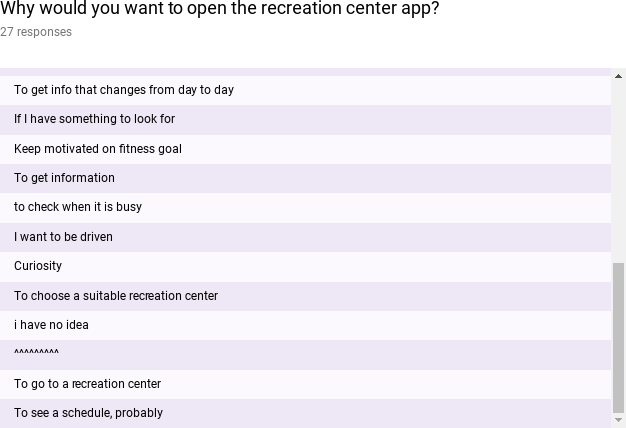 Why would you want to open the recreation center app?
27 responses
To get info that changes from day to day
If I have something to look for
Keep motivated on fitness goal
To get information
to check when it is busy
I want to be driven
Curiosity
To choose a suitable recreation center
i have no idea
^^^^^^^^^
To go to a recreation center
To see a schedule, probably